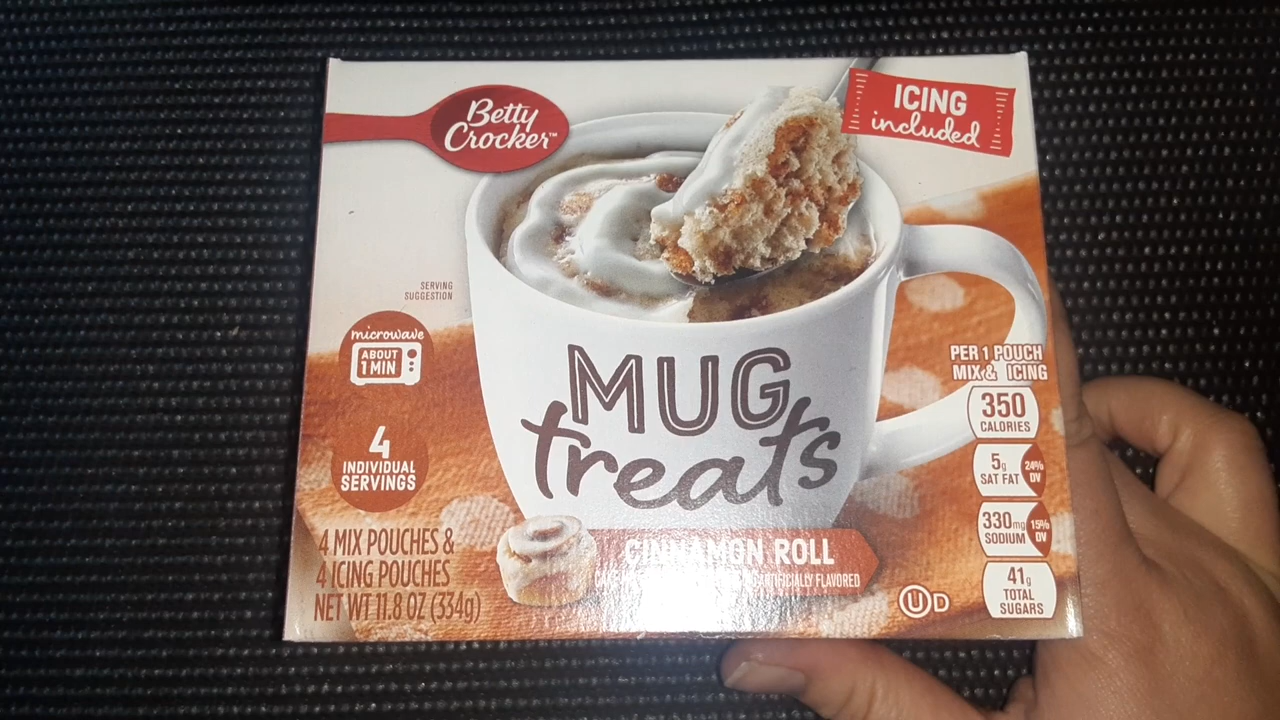 Betty
Crocker™
ICING
included
SERVING
SUGGESTION
microwave
ABOUT
1 MIN
4
INDIVIDUAL
SERVINGS
4 MIX POUCHES &
4 ICING POUCHES
NET WT 11.8 OZ (334g)
MUG
treats
CINNAMON ROLL
ARTIFICIALLY FLAVORED
PER 1 POUCH
MIX & ICING
350
CALORIES
5g
SAT FAT
24%
DV
330mg
SODIUM
15%
DV
41g
TOTAL
SUGARS
U D